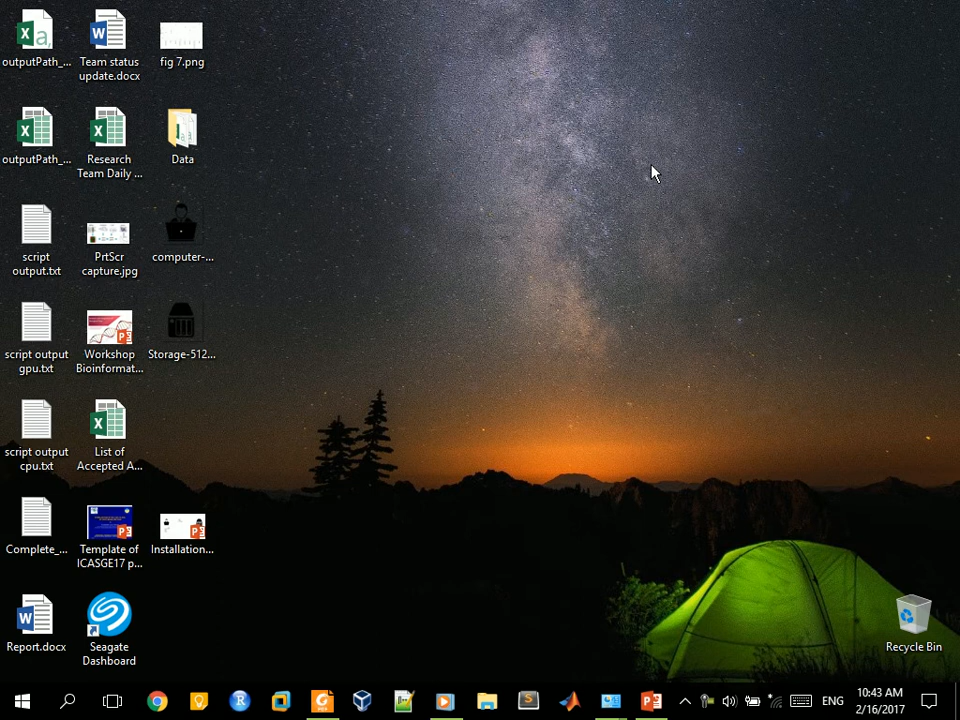 outputPath_...
Team status
update.docx
fig 7.png
outputPath_...
Research
Team Daily ...
Data
script
output.txt
PrtScr
capture.jpg
computer-...
script output
gpu.txt
Workshop
Bioinformat...
Storage-512...
script output
cpu.txt
List of
Accepted A...
Complete_...
Template of
ICASGE17 p...
Installation...
Report.docx
Seagate
Dashboard
Recycle Bin
ENG
10:43 AM
2/16/2017